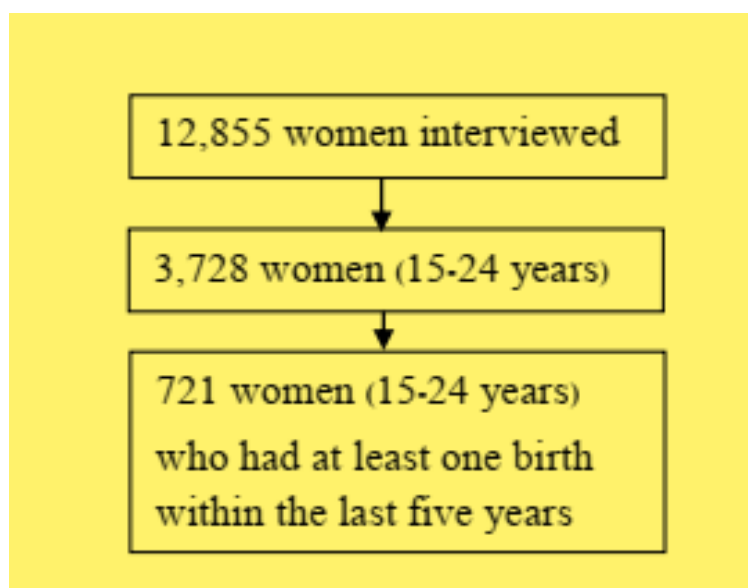 12,855 women interviewed
3,728 women (15-24 years)
721 women (15-24 years)
who had at least one birth
within the last five years